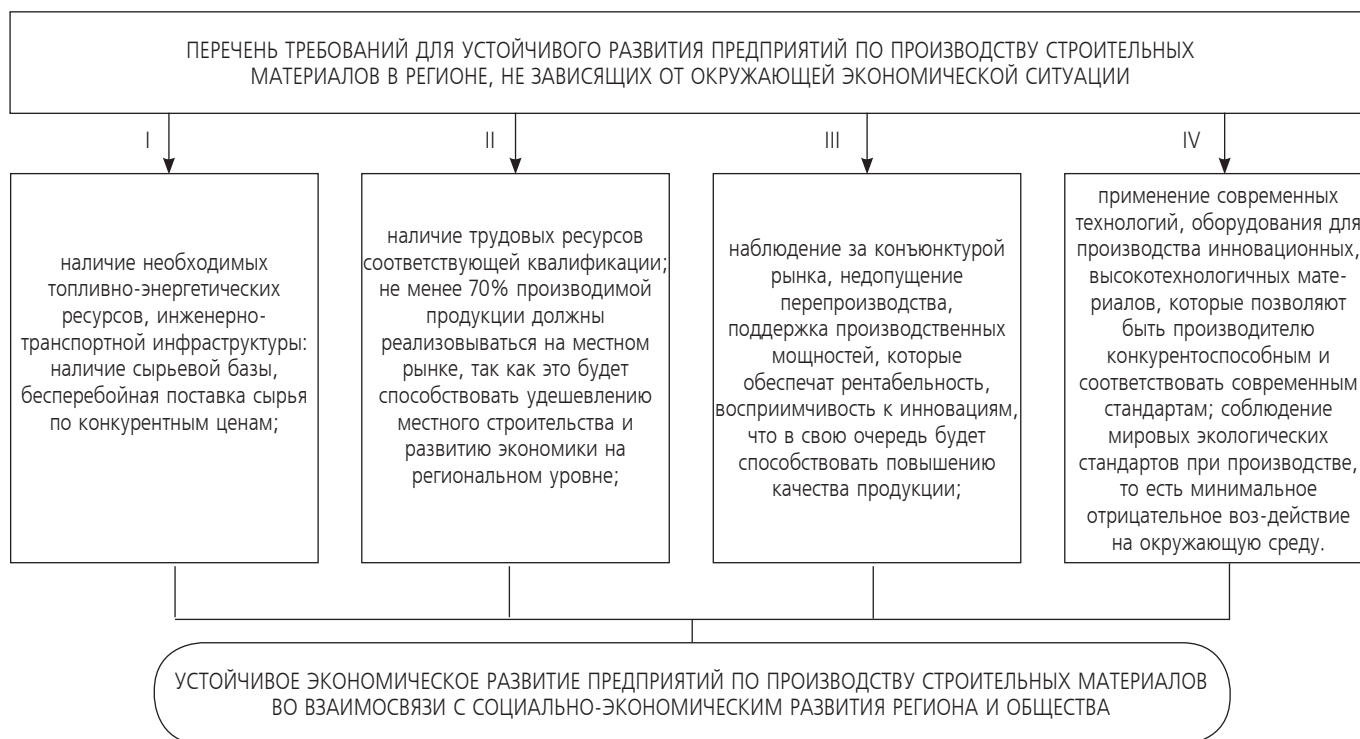 ПЕРЕЧЕНЬ ТРЕБОВАНИЙ ДЛЯ УСТОЙЧИВОГО РАЗВИТИЯ ПРЕДПРИЯТИЙ ПО ПРОИЗВОДСТВУ СТРОИТЕЛЬНЫХ
МАТЕРИАЛОВ В РЕГИОНЕ, НЕ ЗАВИСЯЩИХ ОТ ОКРУЖАЮЩЕЙ ЭКОНОМИЧЕСКОЙ СИТУАЦИИ
I
наличие необходимых
топливно-энергетических
ресурсов, инженерно-
транспортной инфраструктуры:
наличие сырьевой базы,
бесперебойная поставка сырья
по конкурентным ценам;
II
наличие трудовых ресурсов
соответствующей квалификации;
не менее 70% производимой
продукции должны
реализовываться на местном
рынке, так как это будет
способствовать удешевлению
местного строительства и
развитию экономики на
региональном уровне;
III
наблюдение за конъюнктурой
рынка, недопущение
перепроизводства,
поддержка производственных
мощностей, которые
обеспечат рентабельность,
восприимчивость к инновациям,
что в свою очередь будет
способствовать повышению
качества продукции;
IV
применение современных
технологий, оборудования для
производства инновационных,
высокотехнологичных мате-
риалов, которые позволяют
быть производителю
конкурентоспособным и
соответствовать современным
стандартам; соблюдение
мировых экологических
стандартов при производстве,
то есть минимальное
отрицательное воз-действие
на окружающую среду.
УСТОЙЧИВОЕ ЭКОНОМИЧЕСКОЕ РАЗВИТИЕ ПРЕДПРИЯТИЙ ПО ПРОИЗВОДСТВУ СТРОИТЕЛЬНЫХ МАТЕРИАЛОВ
ВО ВЗАИМОСВЯЗИ С СОЦИАЛЬНО-ЭКОНОМИЧЕСКИМ РАЗВИТИЯ РЕГИОНА И ОБЩЕСТВА